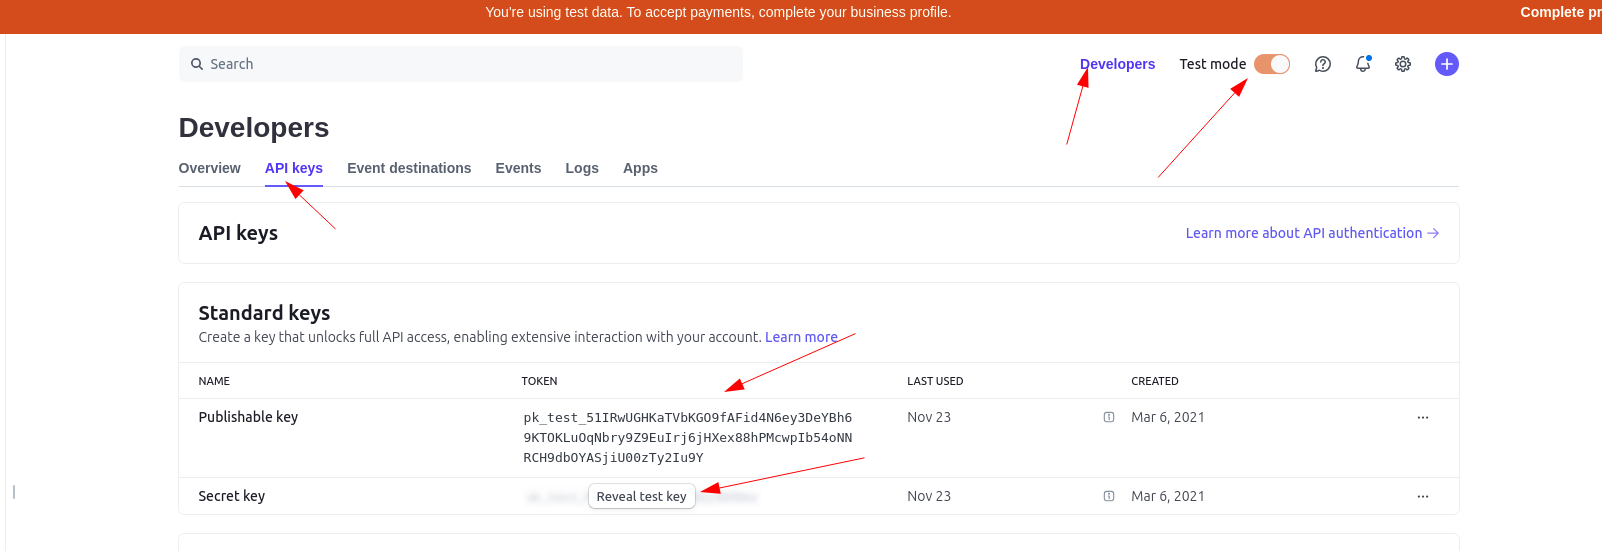 You're using test data. To accept payments, complete your business profile.
Complete pr
Search
Developers
Test mode
Developers
Overview
API keys
Event destinations
Events
Logs
Apps
API keys
Learn more about API authentication →
Standard keys
Create a key that unlocks full API access, enabling extensive interaction with your account. Learn more
NAME
TOKEN
LAST USED
CREATED
Publishable key
pk_test_51IRwUGHKaTVbKGO9fAFid4N6ey3DeYBh6
9KTOKLuOqNbry9Z9EuIrj6jHXex88hPMcwpIb54oNN
RCH9dbOYASjiU00zTy2Iu9Y
Nov 23
Mar 6, 2021
Secret key
Reveal test key
Nov 23
Mar 6, 2021